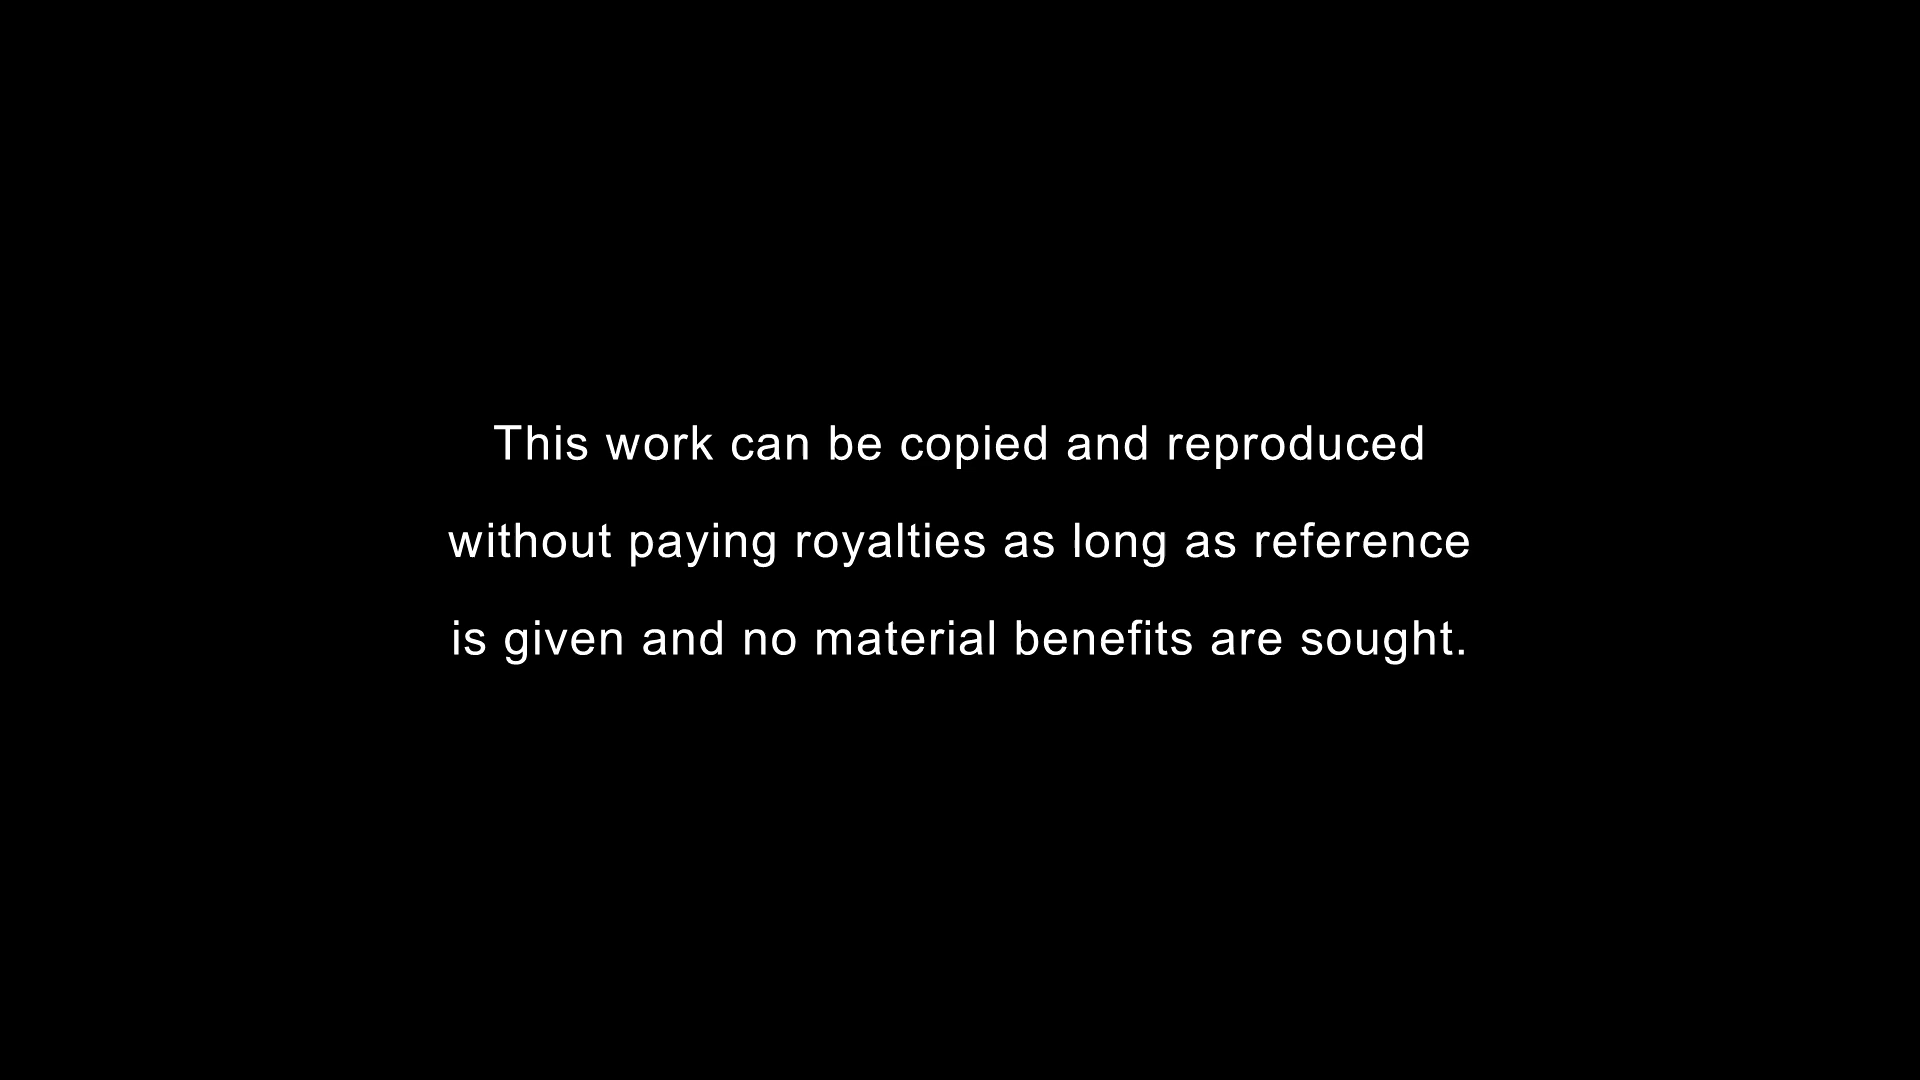 This work can be copied and reproduced
without paying royalties as long as reference
is given and no material benefits are sought.